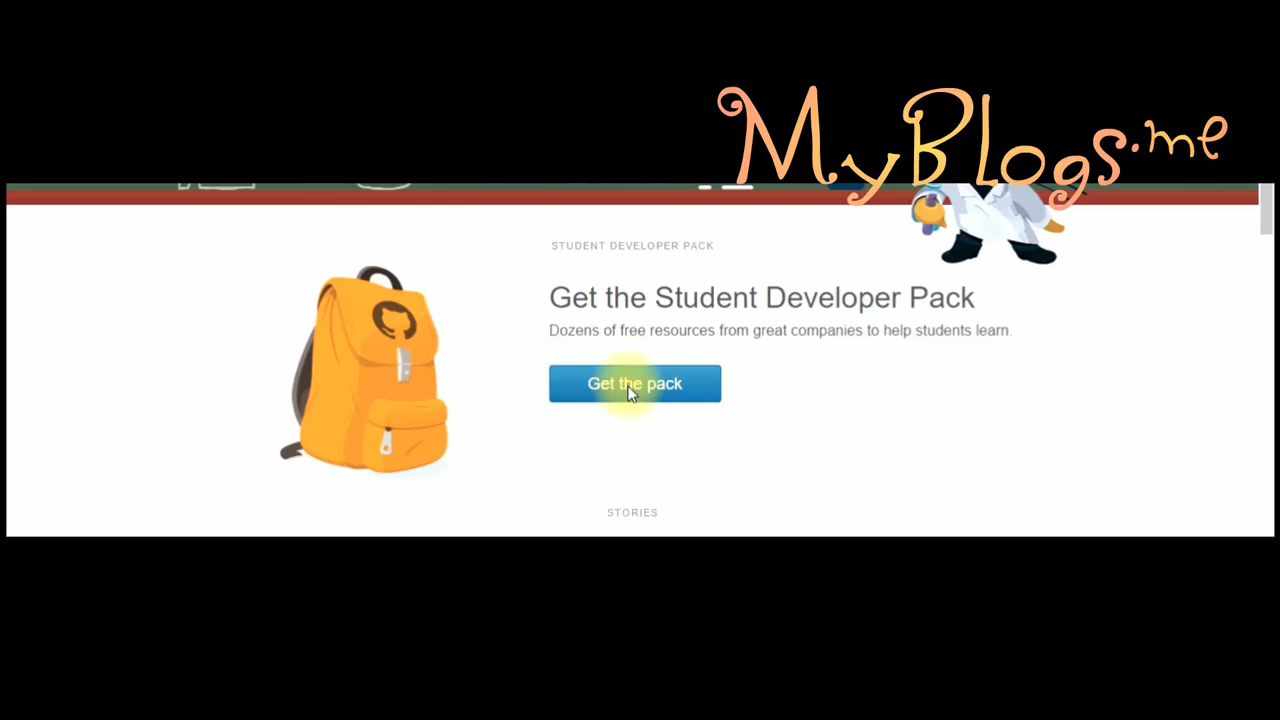 MyBlogs.me
STUDENT DEVELOPER PACK
Get the Student Developer Pack
Dozens of free resources from great companies to help students learn.
Get the pack
STORIES